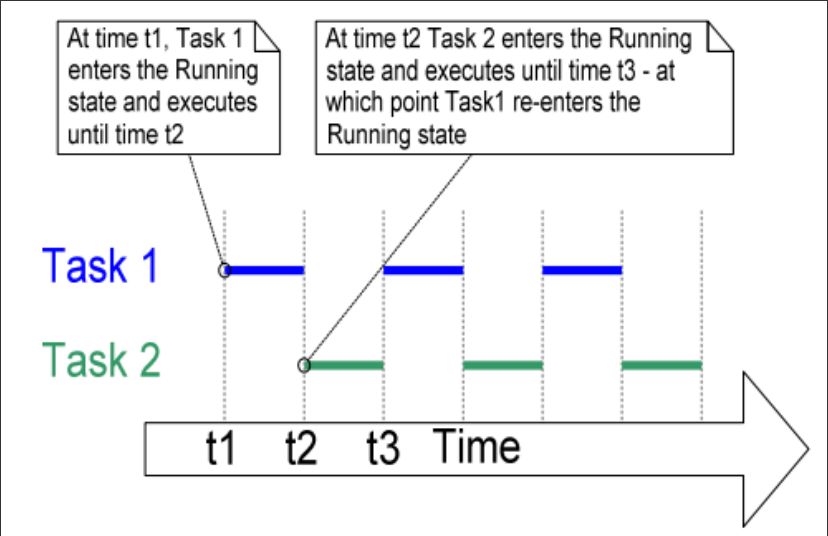 At time t1, Task 1
enters the Running
state and executes
until time t2
At time t2 Task 2 enters the Running
state and executes until time t3 - at
which point Task1 re-enters the
Running state
Task 1
Task 2
t1 t2 t3 Time